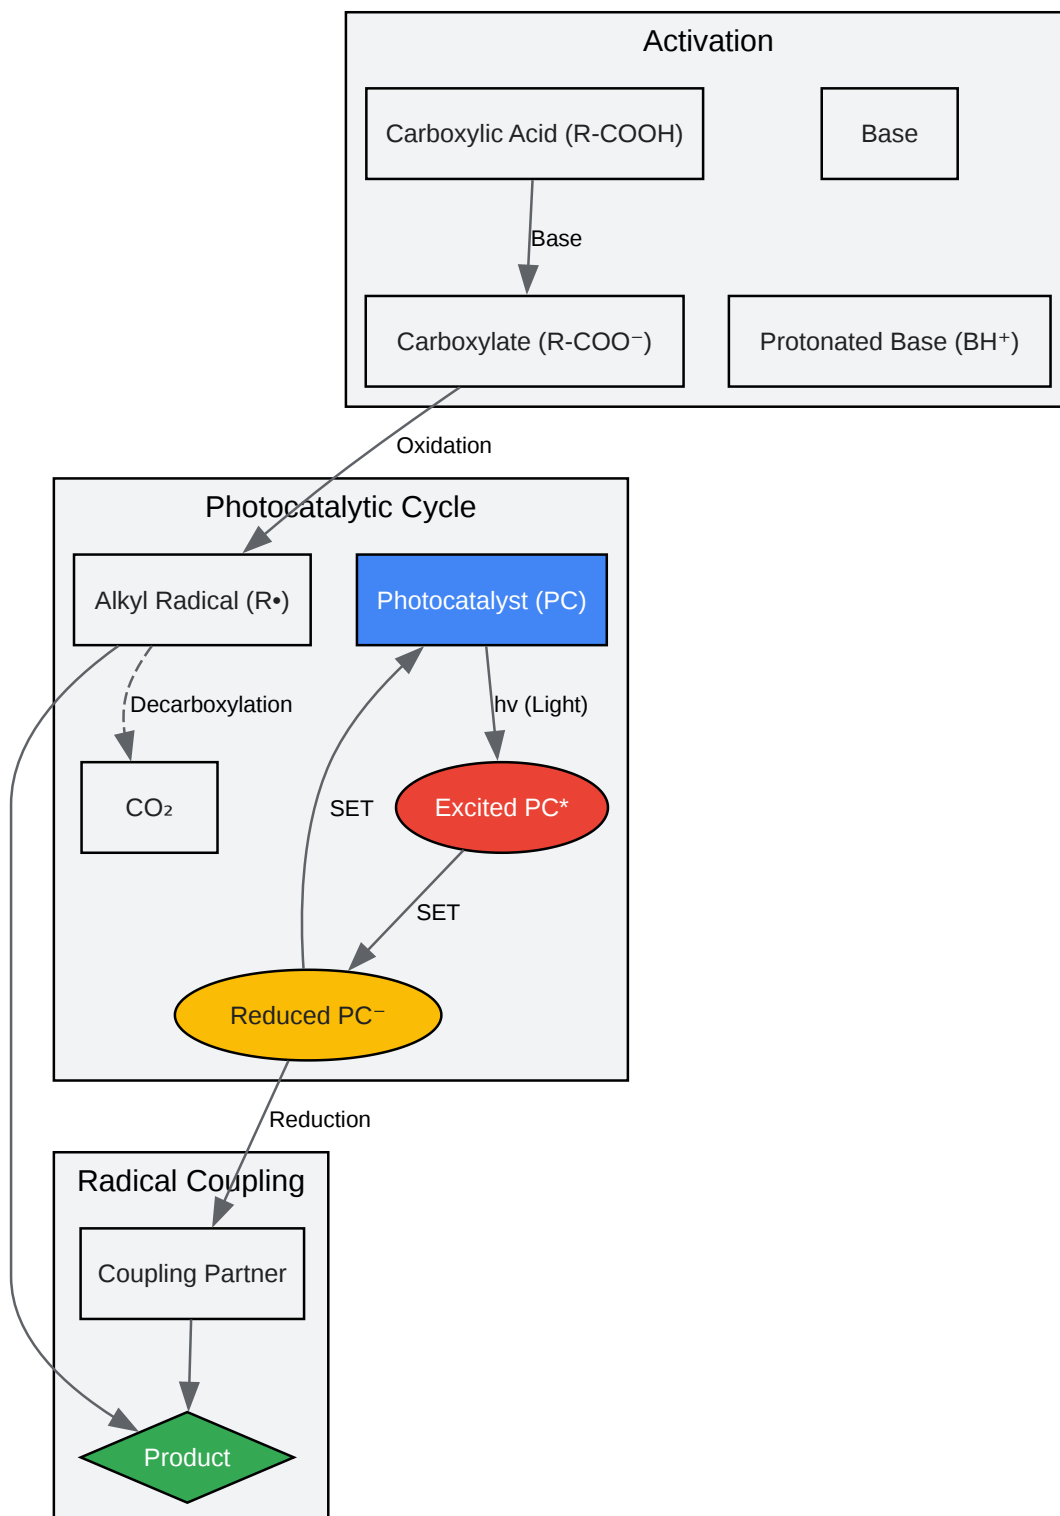 Activation
Carboxylic Acid (R-COOH)
Base
Base
Carboxylate (R-COO⁻)
Protonated Base (BH⁺)
Oxidation
Photocatalytic Cycle
Alkyl Radical (R•)
Photocatalyst (PC)
Decarboxylation
hv (Light)
CO₂
SET
Excited PC*
SET
Reduced PC⁻
Reduction
Radical Coupling
Coupling Partner
Product